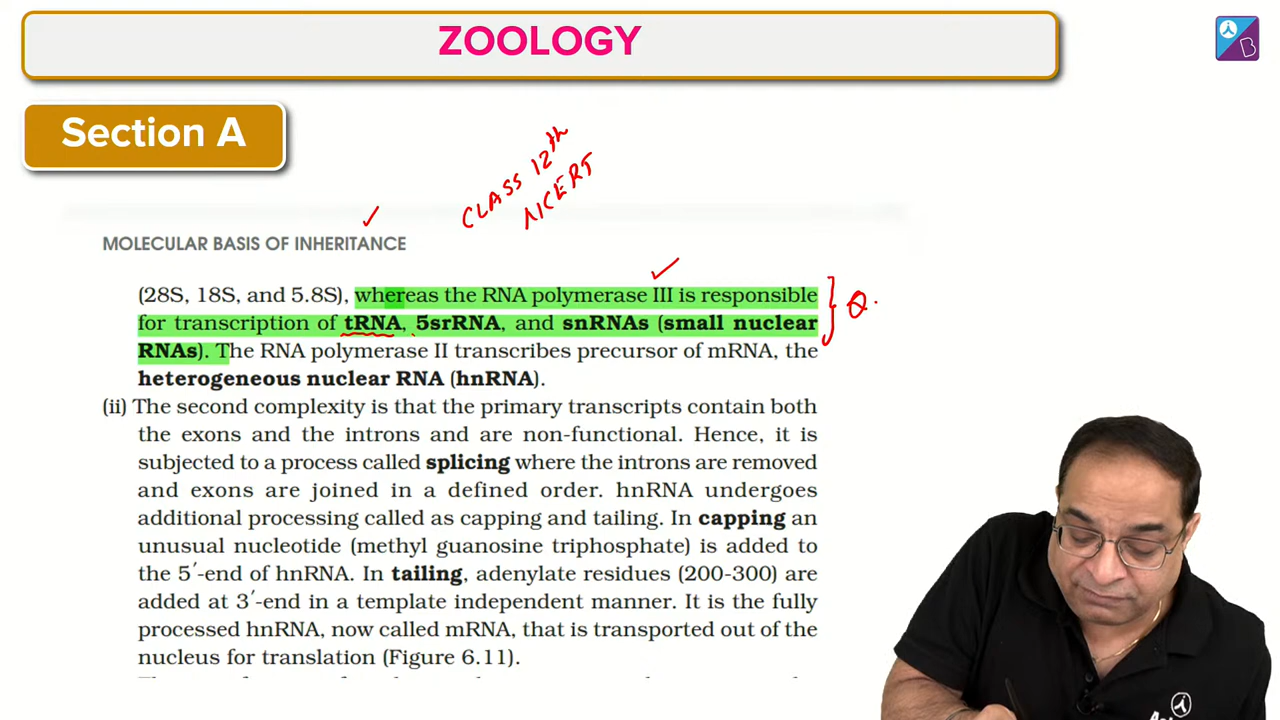 ZOOLOGY
Section A
CLASS 12th
NCERT
MOLECULAR BASIS OF INHERITANCE
(28S, 18S, and 5.8S), whereas the RNA polymerase III is responsible
for transcription of tRNA, 5srRNA, and snRNAs (small nuclear
RNAs). The RNA polymerase II transcribes precursor of mRNA, the
heterogeneous nuclear RNA (hnRNA).
Q.
(ii) The second complexity is that the primary transcripts contain both
the exons and the introns and are non-functional. Hence, it is
subjected to a process called splicing where the introns are removed
and exons are joined in a defined order. hnRNA undergoes
additional processing called as capping and tailing. In capping an
unusual nucleotide (methyl guanosine triphosphate) is added to
the 5′-end of hnRNA. In tailing, adenylate residues (200-300) are
added at 3′-end in a template independent manner. It is the fully
processed hnRNA, now called mRNA, that is transported out of the
nucleus for translation (Figure 6.11).